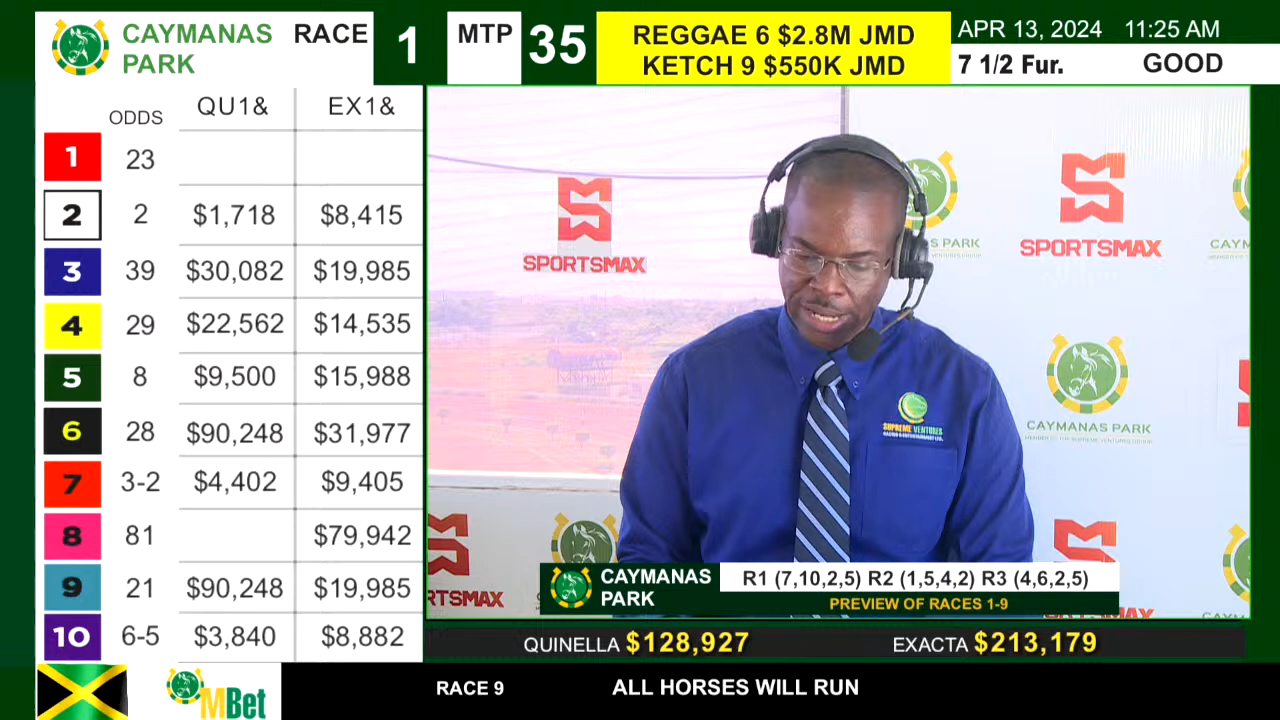 CAYMANAS PARK
RACE 1
MTP 35
REGGAE 6 $2.8M JMD
KETCH 9 $550K JMD
APR 13, 2024 11:25 AM
7 1/2 Fur. GOOD
ODDS QU1& EX1&
1 23
2 2 $1,718 $8,415
3 39 $30,082 $19,985
4 29 $22,562 $14,535
5 8 $9,500 $15,988
6 28 $90,248 $31,977
7 3-2 $4,402 $9,405
8 81 $79,942
9 21 $90,248 $19,985
10 6-5 $3,840 $8,882
SPORTSMAX
PARK
SPORTSMAX
CAYM
CAYMANAS PARK
SUPREME VENTURES
RTSMAX
CAYMANAS PARK
R1 (7,10,2,5) R2 (1,5,4,2) R3 (4,6,2,5)
PREVIEW OF RACES 1-9
QUINELLA $128,927 EXACTA $213,179
MBet
RACE 9 ALL HORSES WILL RUN